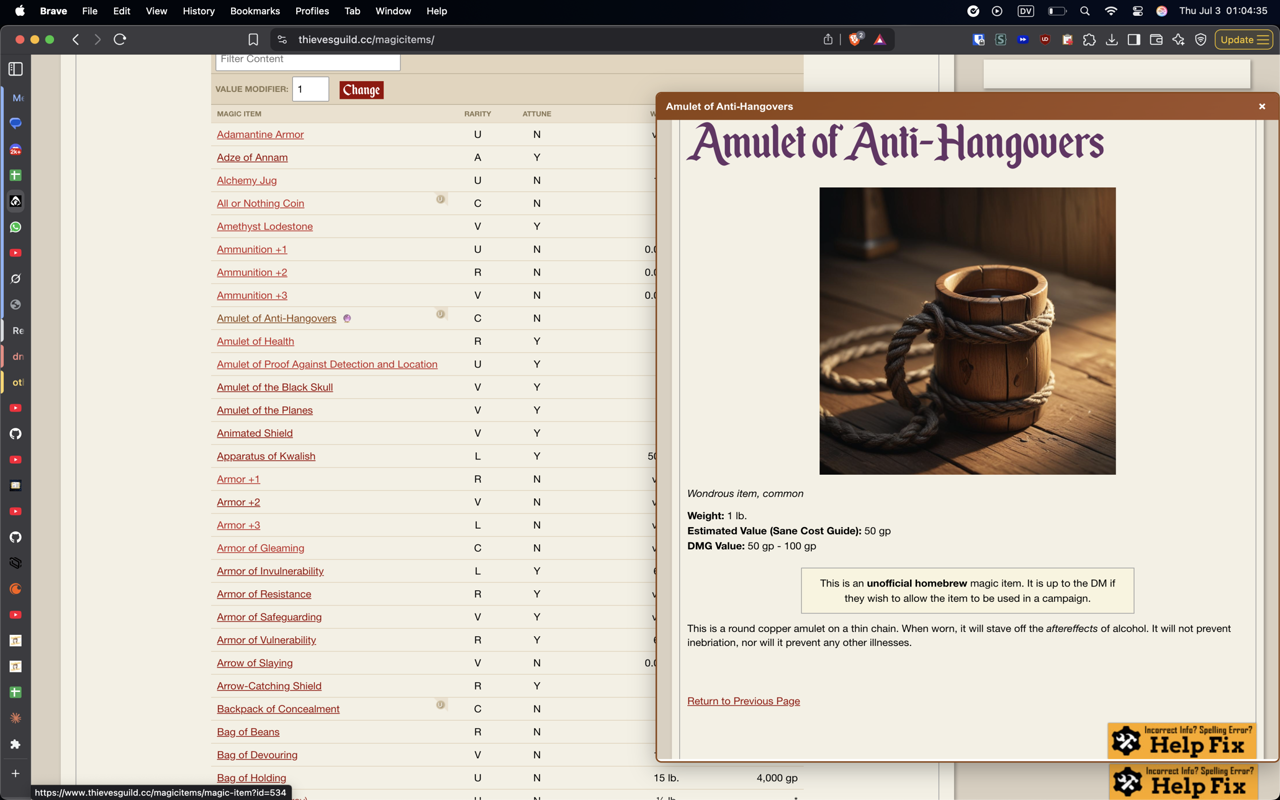 Brave File Edit View History Bookmarks Profiles Tab Window Help DV Thu Jul 3 01:04:35
thievesguild.cc/magicitems/ 2 Update
Filter Content
VALUE MODIFIER: 1 Change
MAGIC ITEM RARITY ATTUNE
Adamantine Armor U N
Adze of Annam A Y
Alchemy Jug U N
All or Nothing Coin C N
Amethyst Lodestone V Y
Ammunition +1 U N 0.0
Ammunition +2 R N 0.0
Ammunition +3 V N 0.0
Amulet of Anti-Hangovers C N
Amulet of Health R Y
Amulet of Proof Against Detection and Location U Y
Amulet of the Black Skull V Y
Amulet of the Planes V Y
Animated Shield V Y
Apparatus of Kwalish L Y 50
Armor +1 R N
Armor +2 V N
Armor +3 L N
Armor of Gleaming C N
Armor of Invulnerability L Y
Armor of Resistance R Y
Armor of Safeguarding V Y
Armor of Vulnerability R Y
Arrow of Slaying V N 0.0
Arrow-Catching Shield R Y
Backpack of Concealment C N
Bag of Beans R N
Bag of Devouring V N
Bag of Holding U N 15 lb. 4,000 gp
https://www.thievesguild.cc/magicitems/magic-item?id=534
Amulet of Anti-Hangovers ×
Amulet of Anti-Hangovers
Wondrous item, common
Weight: 1 lb.
Estimated Value (Sane Cost Guide): 50 gp
DMG Value: 50 gp - 100 gp
This is an unofficial homebrew magic item. It is up to the DM if
they wish to allow the item to be used in a campaign.
This is a round copper amulet on a thin chain. When worn, it will stave off the aftereffects of alcohol. It will not prevent
inebriation, nor will it prevent any other illnesses.
Return to Previous Page
Incorrect Info? Spelling Error?
Help Fix
Incorrect Info? Spelling Error?
Help Fix